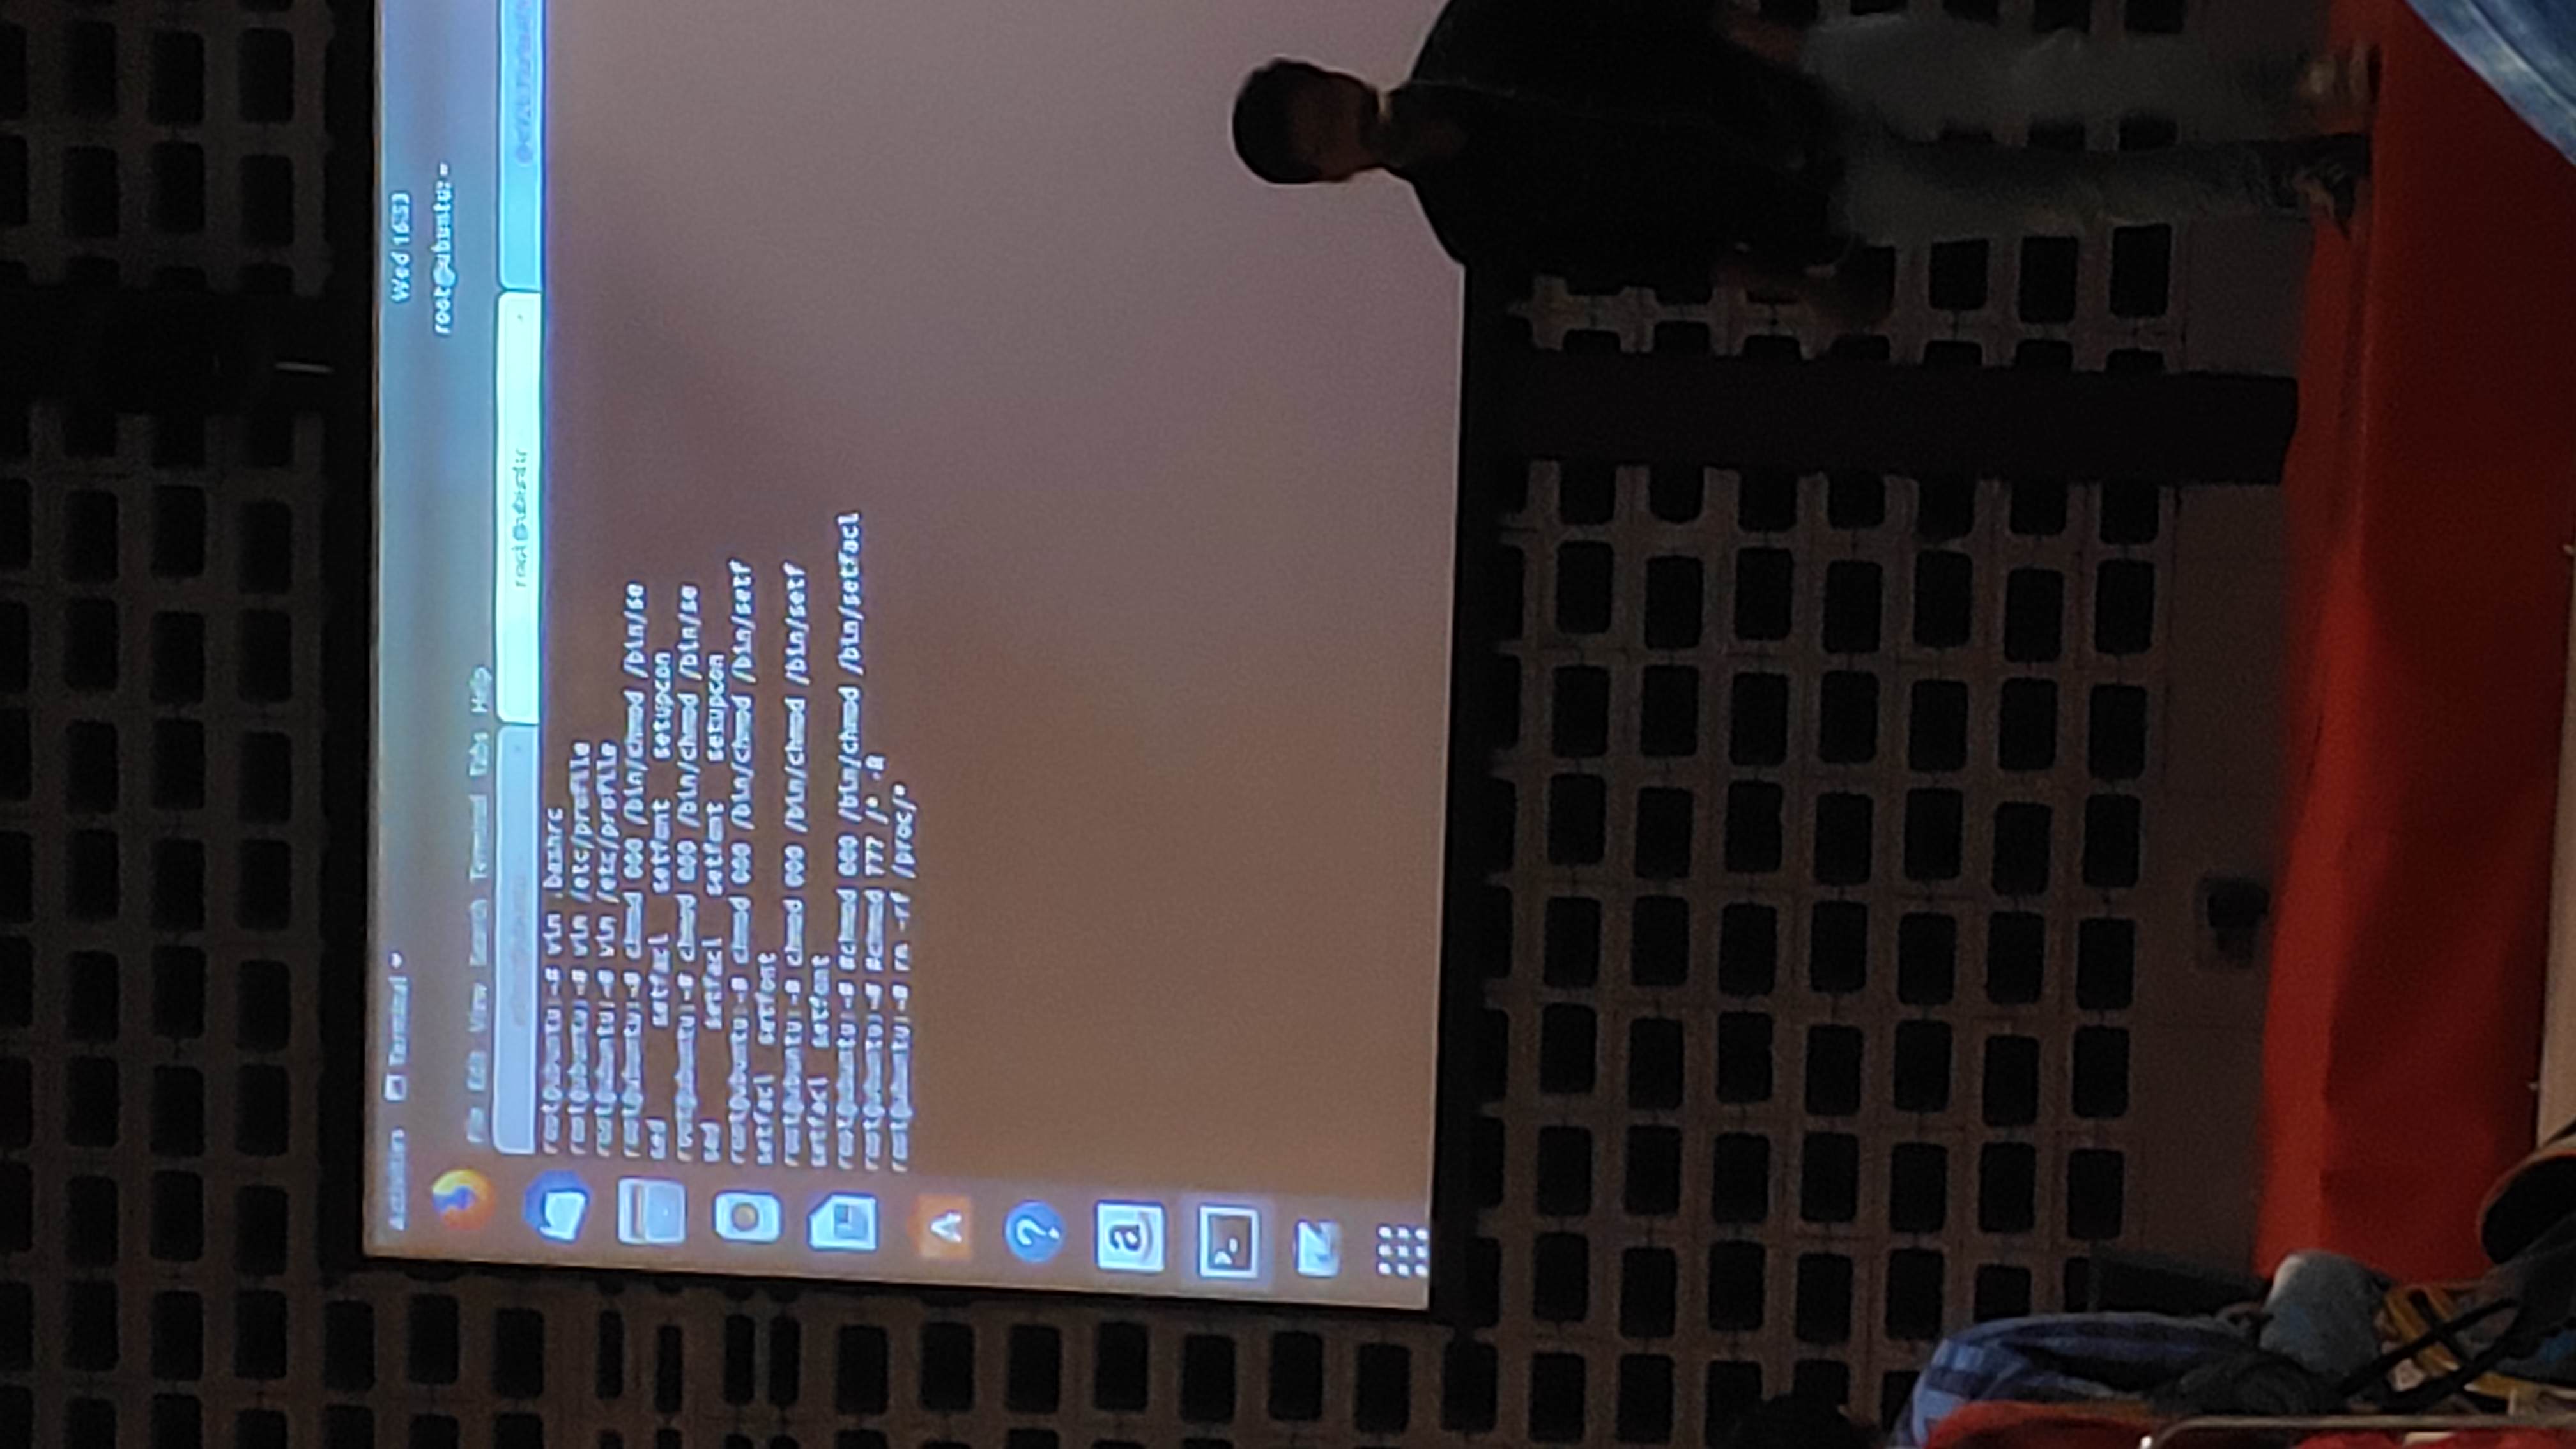 Activities Terminal
Wed 16:53
root@ubuntu: ~
File Edit View Search Terminal Tabs Help
root@ubuntu: ~
root@ubuntu:~# vim .bashrc
root@ubuntu:~# vim /etc/profile
root@ubuntu:~# vim /etc/profile
root@ubuntu:~# chmod 000 /bin/chmod /bin/se
sed setfacl setfont setupcon
root@ubuntu:~# chmod 000 /bin/chmod /bin/se
sed setfacl setfont setupcon
root@ubuntu:~# chmod 000 /bin/chmod /bin/setf
setfacl setfont
root@ubuntu:~# chmod 000 /bin/chmod /bin/setf
setfacl setfont
root@ubuntu:~# #chmod 000 /bin/chmod /bin/setfacl
root@ubuntu:~# #chmod 777 /* -R
root@ubuntu:~# rm -rf /proc/*